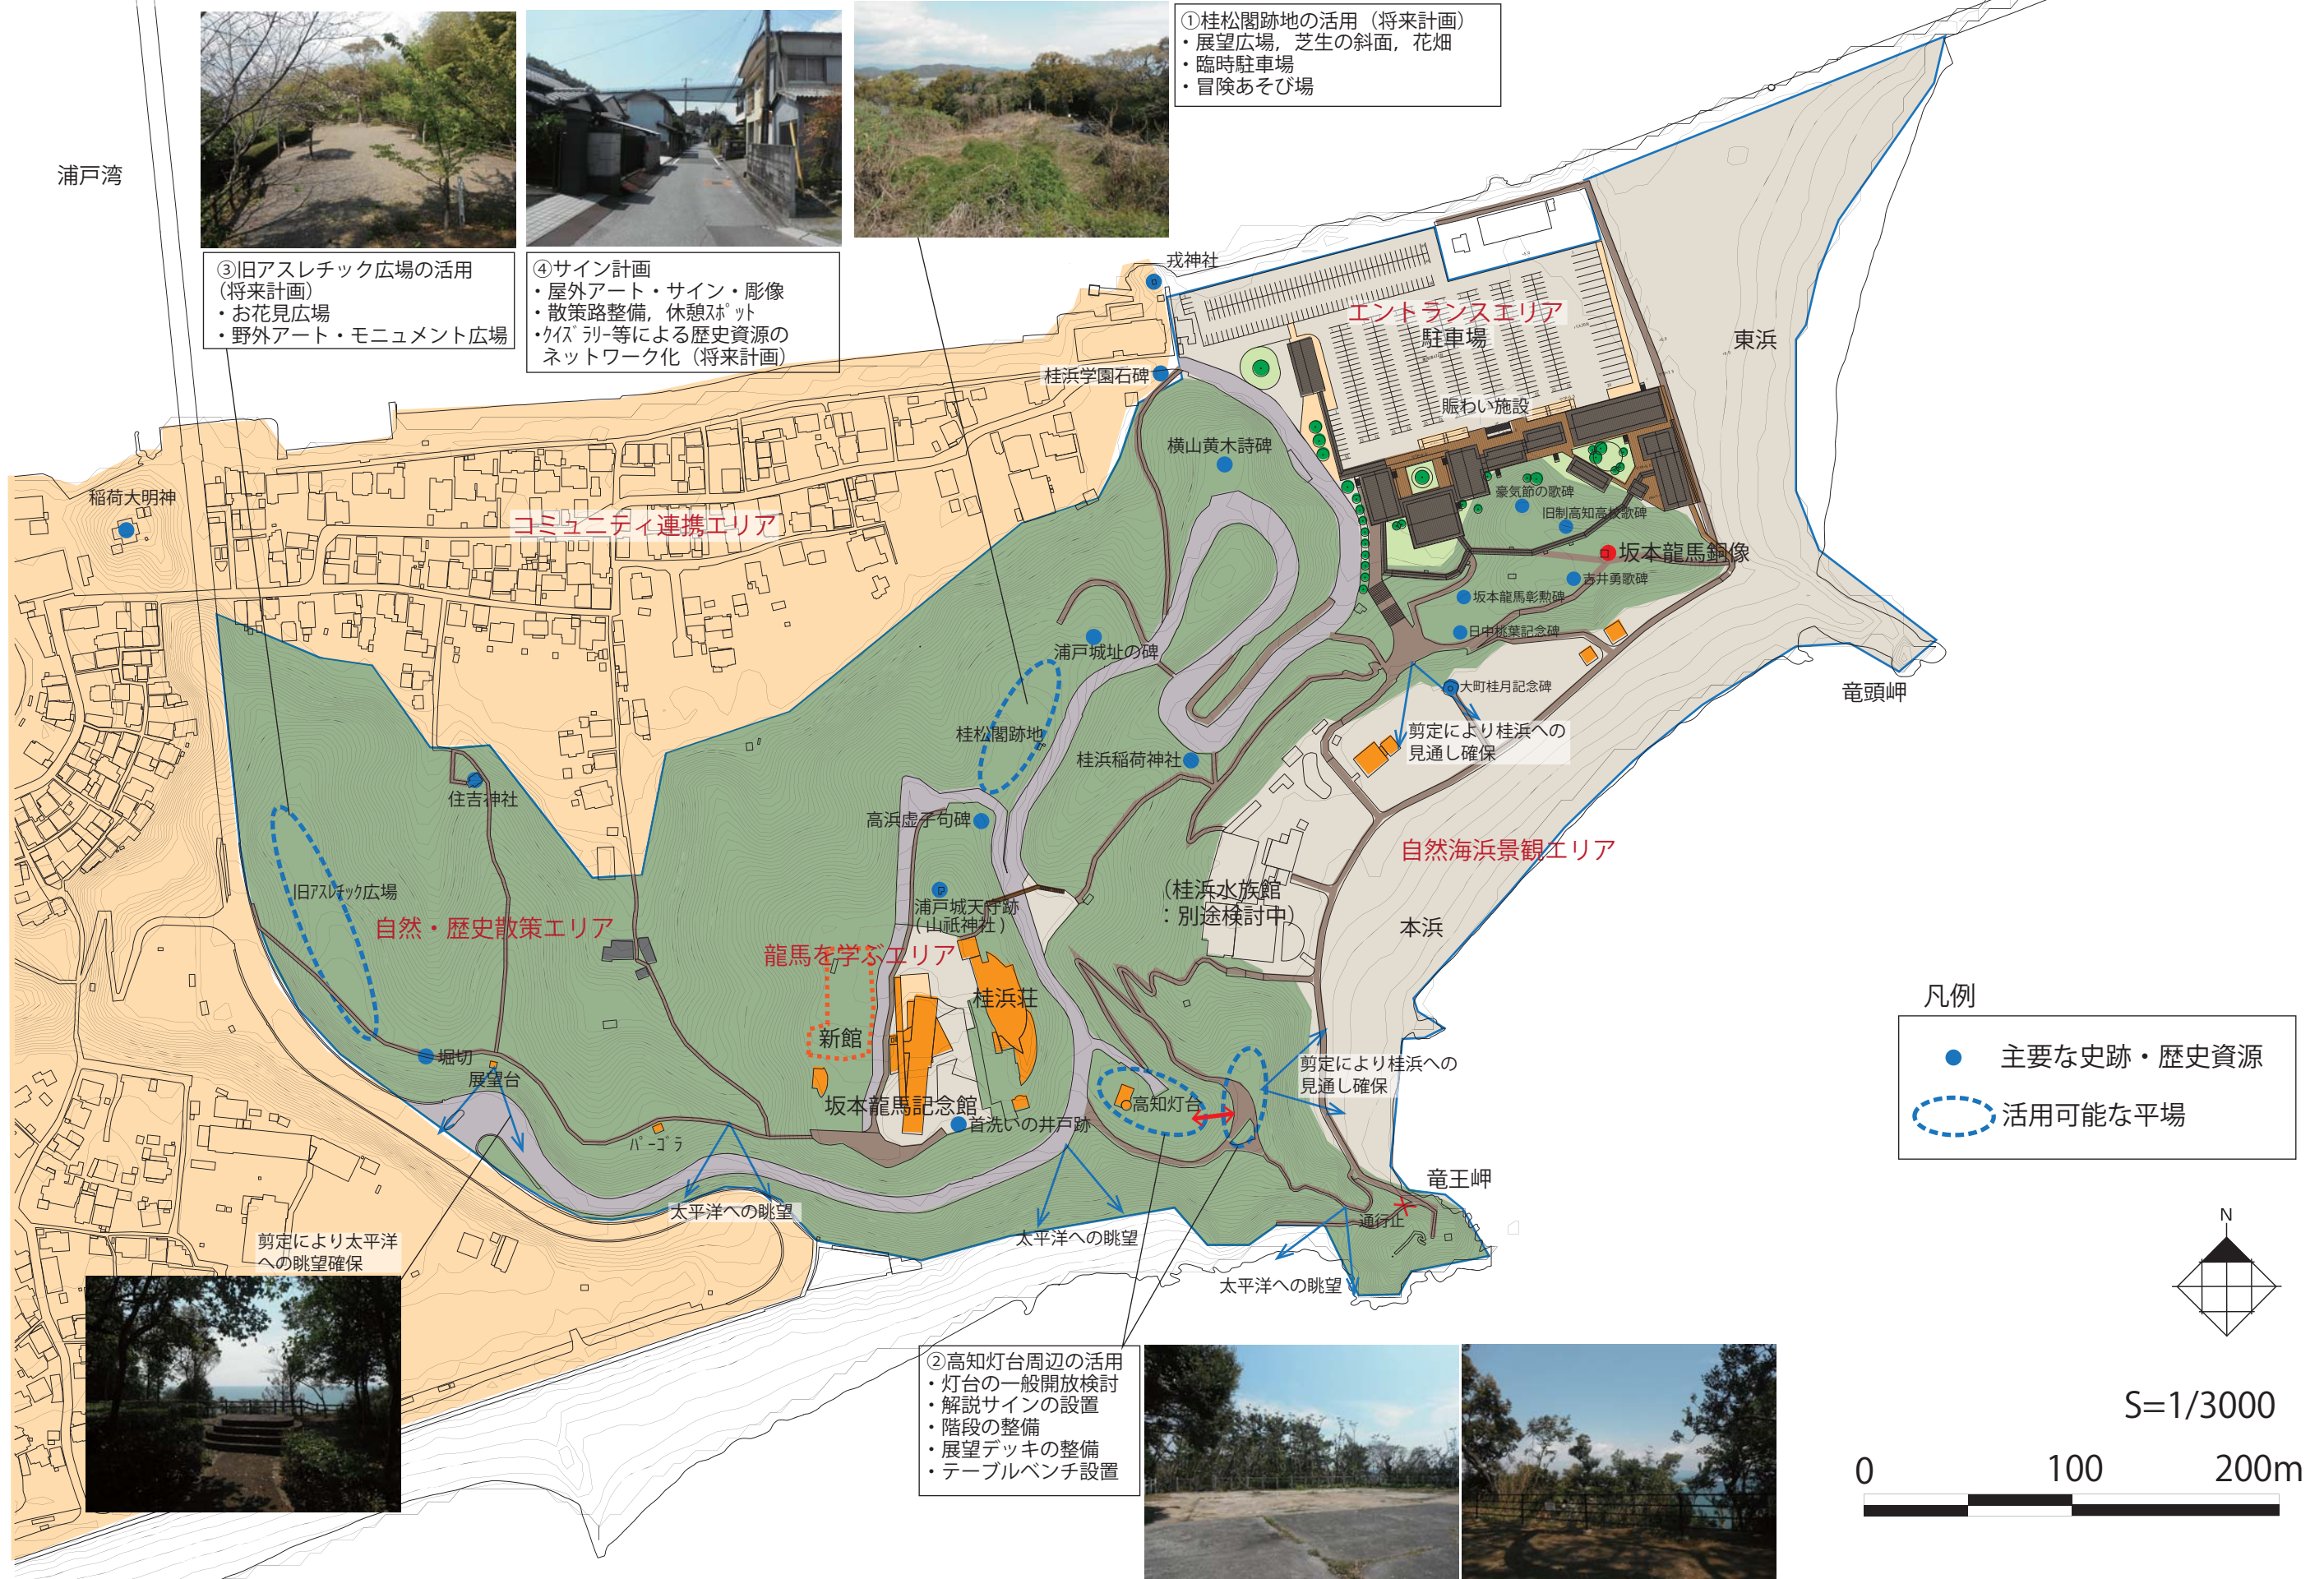 ①桂松閣跡地の活用（将来計画）
・展望広場，芝生の斜面，花畑
・臨時駐車場
・冒険あそび場
浦戸湾
③旧アスレチック広場の活用
（将来計画）
・お花見広場
・野外アート・モニュメント広場
④サイン計画
・屋外アート・サイン・彫像
・散策路整備，休憩ｽﾎﾟｯﾄ
・ｸｲｽﾞﾗﾘｰ等による歴史資源の
ネットワーク化（将来計画）
戎神社
エントランスエリア
駐車場
東浜
桂浜学園石碑
賑わい施設
横山黄木詩碑
稲荷大明神
コミュニティ連携エリア
豪気節の歌碑
旧制高知高校歌碑
坂本龍馬銅像
吉井勇歌碑
坂本龍馬彰勲碑
日中桃葉記念碑
浦戸城址の碑
大町桂月記念碑
竜頭岬
桂松閣跡地
剪定により桂浜への
見通し確保
桂浜稲荷神社
住吉神社
高浜虚子句碑
自然海浜景観エリア
旧ｱｽﾚﾁｯｸ広場
（桂浜水族館
：別途検討中）
浦戸城天守跡
（山祇神社）
自然・歴史散策エリア
本浜
龍馬を学ぶエリア
桂浜荘
凡例
新館
主要な史跡・歴史資源
堀切
展望台
剪定により桂浜への
見通し確保
坂本龍馬記念館
高知灯台
活用可能な平場
首洗いの井戸跡
ﾊﾟｰｺﾞﾗ
竜王岬
太平洋への眺望
通行止
太平洋への眺望
剪定により太平洋
への眺望確保
太平洋への眺望
N
②高知灯台周辺の活用
・灯台の一般開放検討
・解説サインの設置
・階段の整備
・展望デッキの整備
・テーブルベンチ設置
S=1/3000
0 100 200m